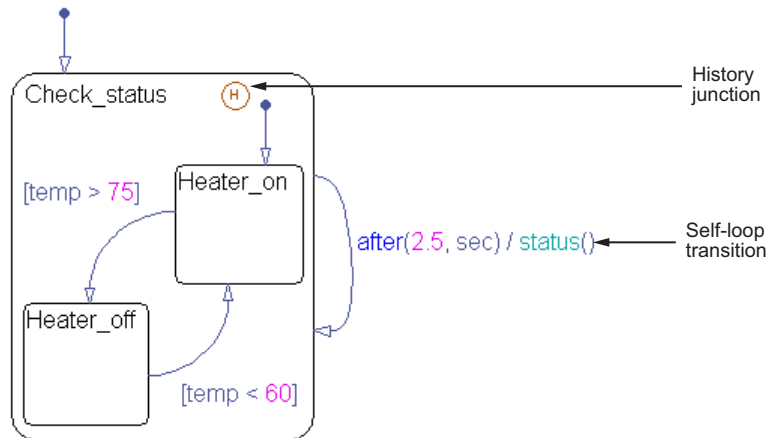 History
junction
Check_status
H
Heater_on
[temp > 75]
after(2.5, sec) / status()
Self-loop
transition
Heater_off
[temp < 60]